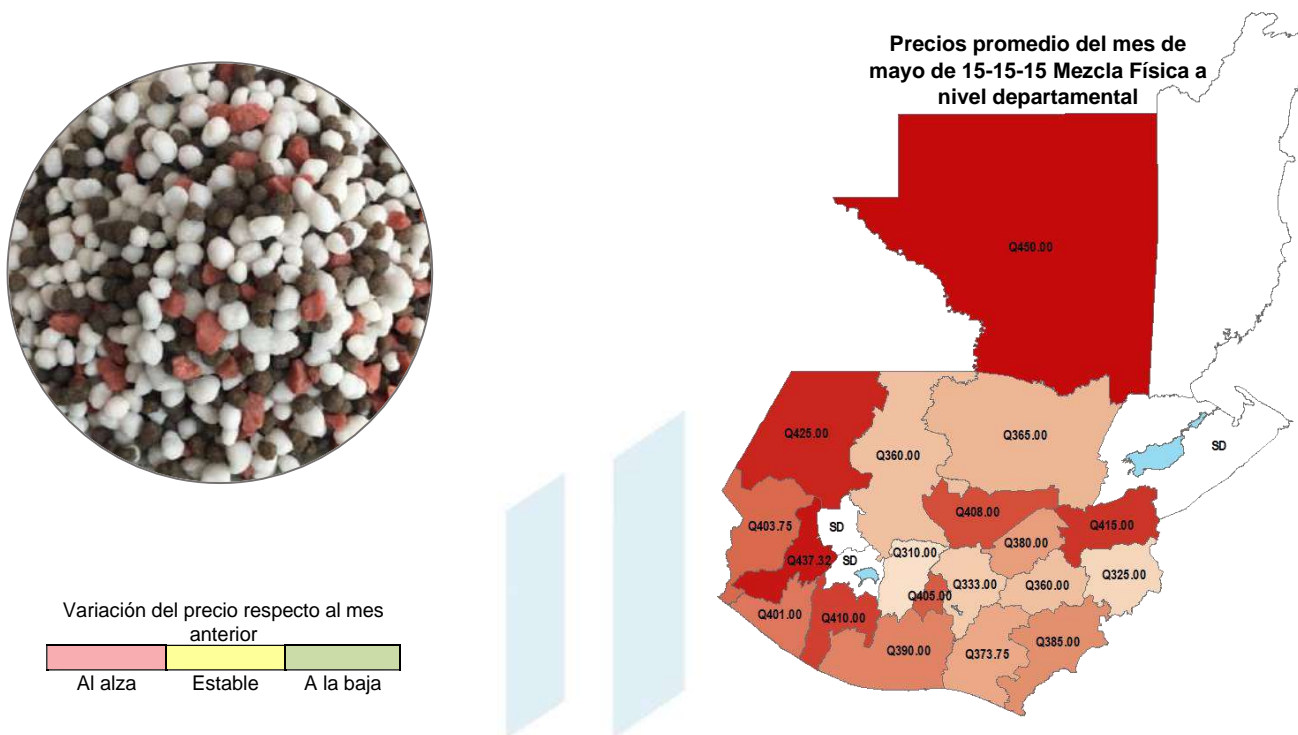 Precios promedio del mes de
mayo de 15-15-15 Mezcla Física a
nivel departamental
Q450.00
Q425.00
Q360.00
Q365.00
SD
Q403.75
SD
Q408.00
Q415.00
Q437.32
SD
Q310.00
Q380.00
Q405.00
Q333.00
Q360.00
Q325.00
Q401.00
Q410.00
Q390.00
Q373.75
Q385.00
Variación del precio respecto al mes
anterior
Al alza
Estable
A la baja